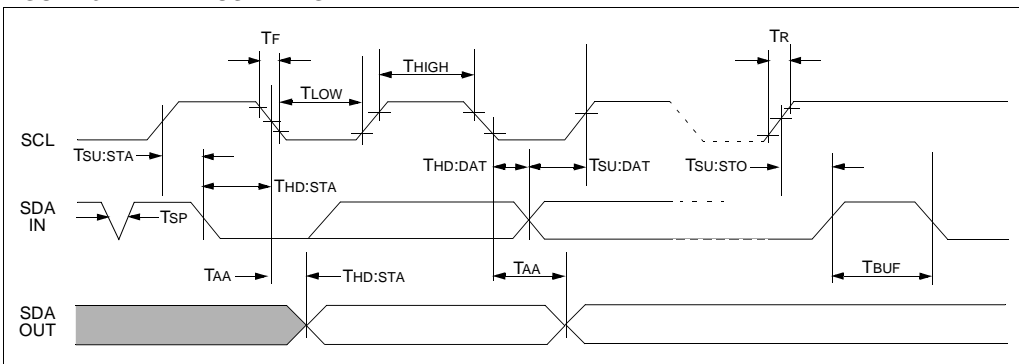 TF
TR
THIGH
TLOW
SCL
TSU:STA
THD:DAT
TSU:DAT
TSU:STO
THD:STA
SDA
IN
TSP
TAA
THD:STA
TAA
TBUF
SDA
OUT